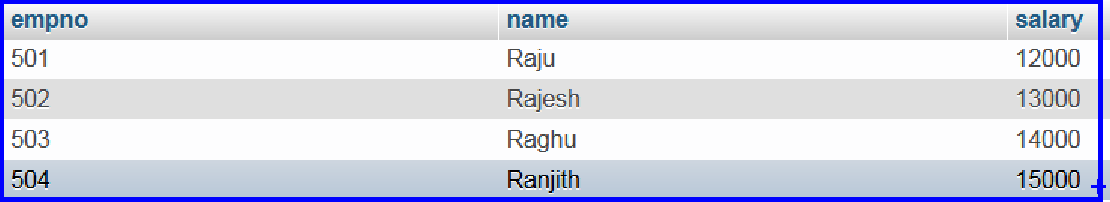 empno name salary
501 Raju 12000
502 Rajesh 13000
503 Raghu 14000
504 Ranjith 15000